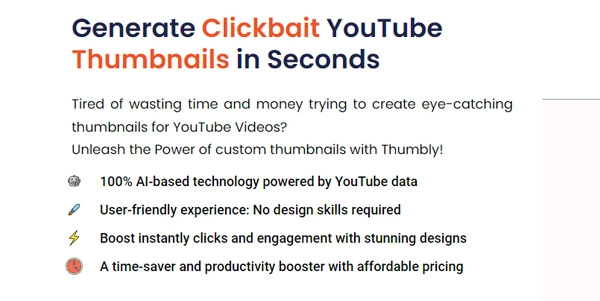 Generate Clickbait YouTube
Thumbnails in Seconds
Tired of wasting time and money trying to create eye-catching
thumbnails for YouTube Videos?
Unleash the Power of custom thumbnails with Thumbly!
100% AI-based technology powered by YouTube data
User-friendly experience: No design skills required
Boost instantly clicks and engagement with stunning designs
A time-saver and productivity booster with affordable pricing